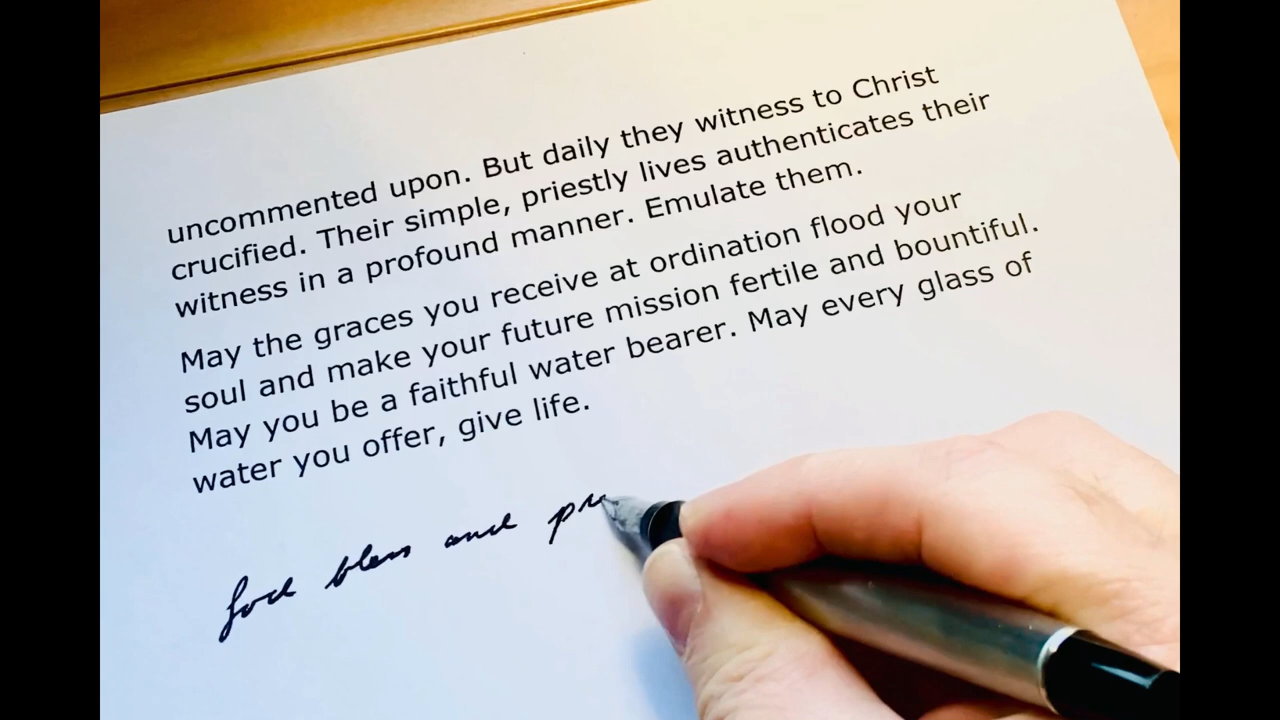 uncommented upon. But daily they witness to Christ
crucified. Their simple, priestly lives authenticates their
witness in a profound manner. Emulate them.
May the graces you receive at ordination flood your
soul and make your future mission fertile and bountiful.
May you be a faithful water bearer. May every glass of
water you offer, give life.
God bless and pr